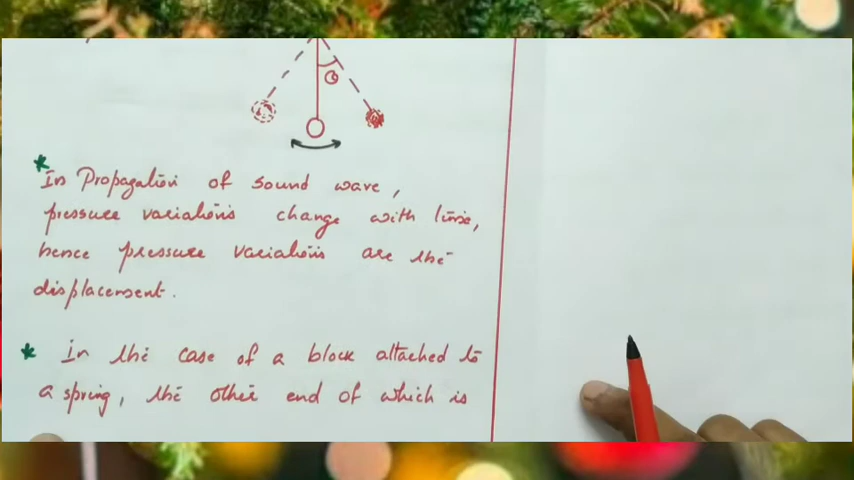 θ
* In Propagation of sound wave,
pressure variations change with time,
hence pressure variations are the
displacement.
* In the case of a block attached to
a spring, the other end of which is